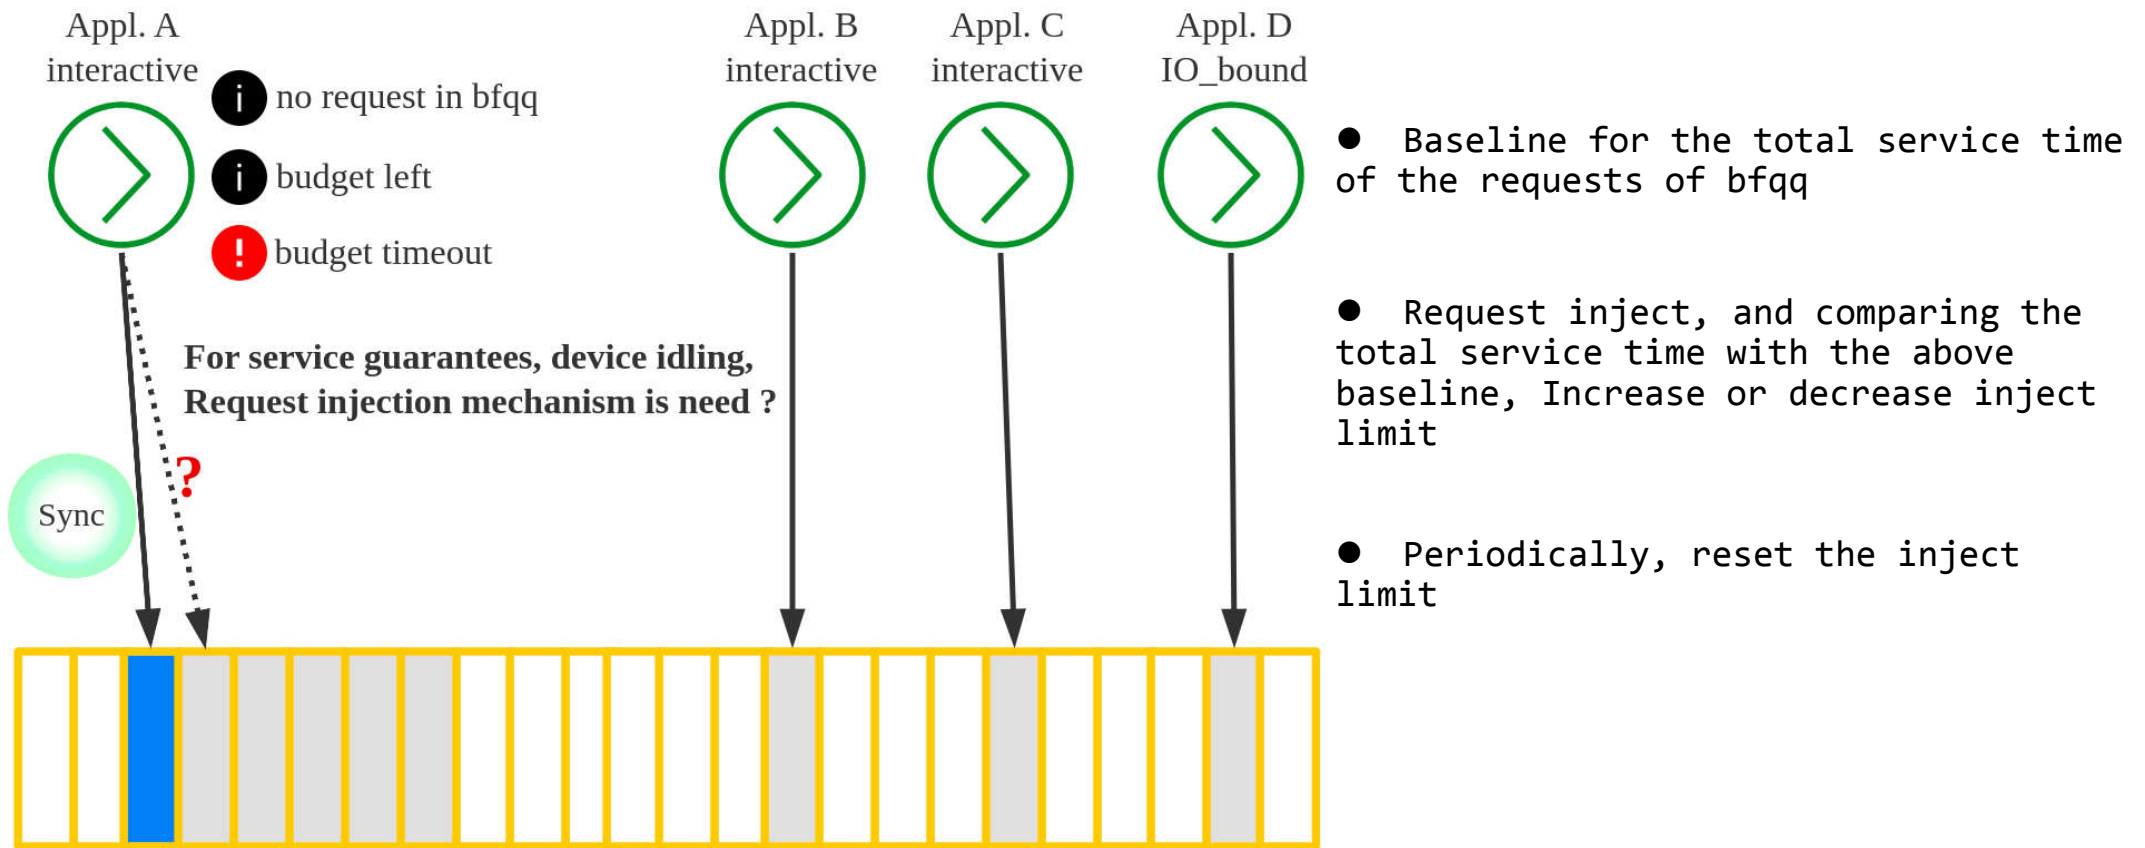 Appl. A
interactive
no request in bfqq
budget left
budget timeout
Appl. B
interactive
Appl. C
interactive
Appl. D
IO_bound
For service guarantees, device idling,
Request injection mechanism is need ?
?
Sync
● Baseline for the total service time
of the requests of bfqq
● Request inject, and comparing the
total service time with the above
baseline, Increase or decrease inject
limit
● Periodically, reset the inject
limit